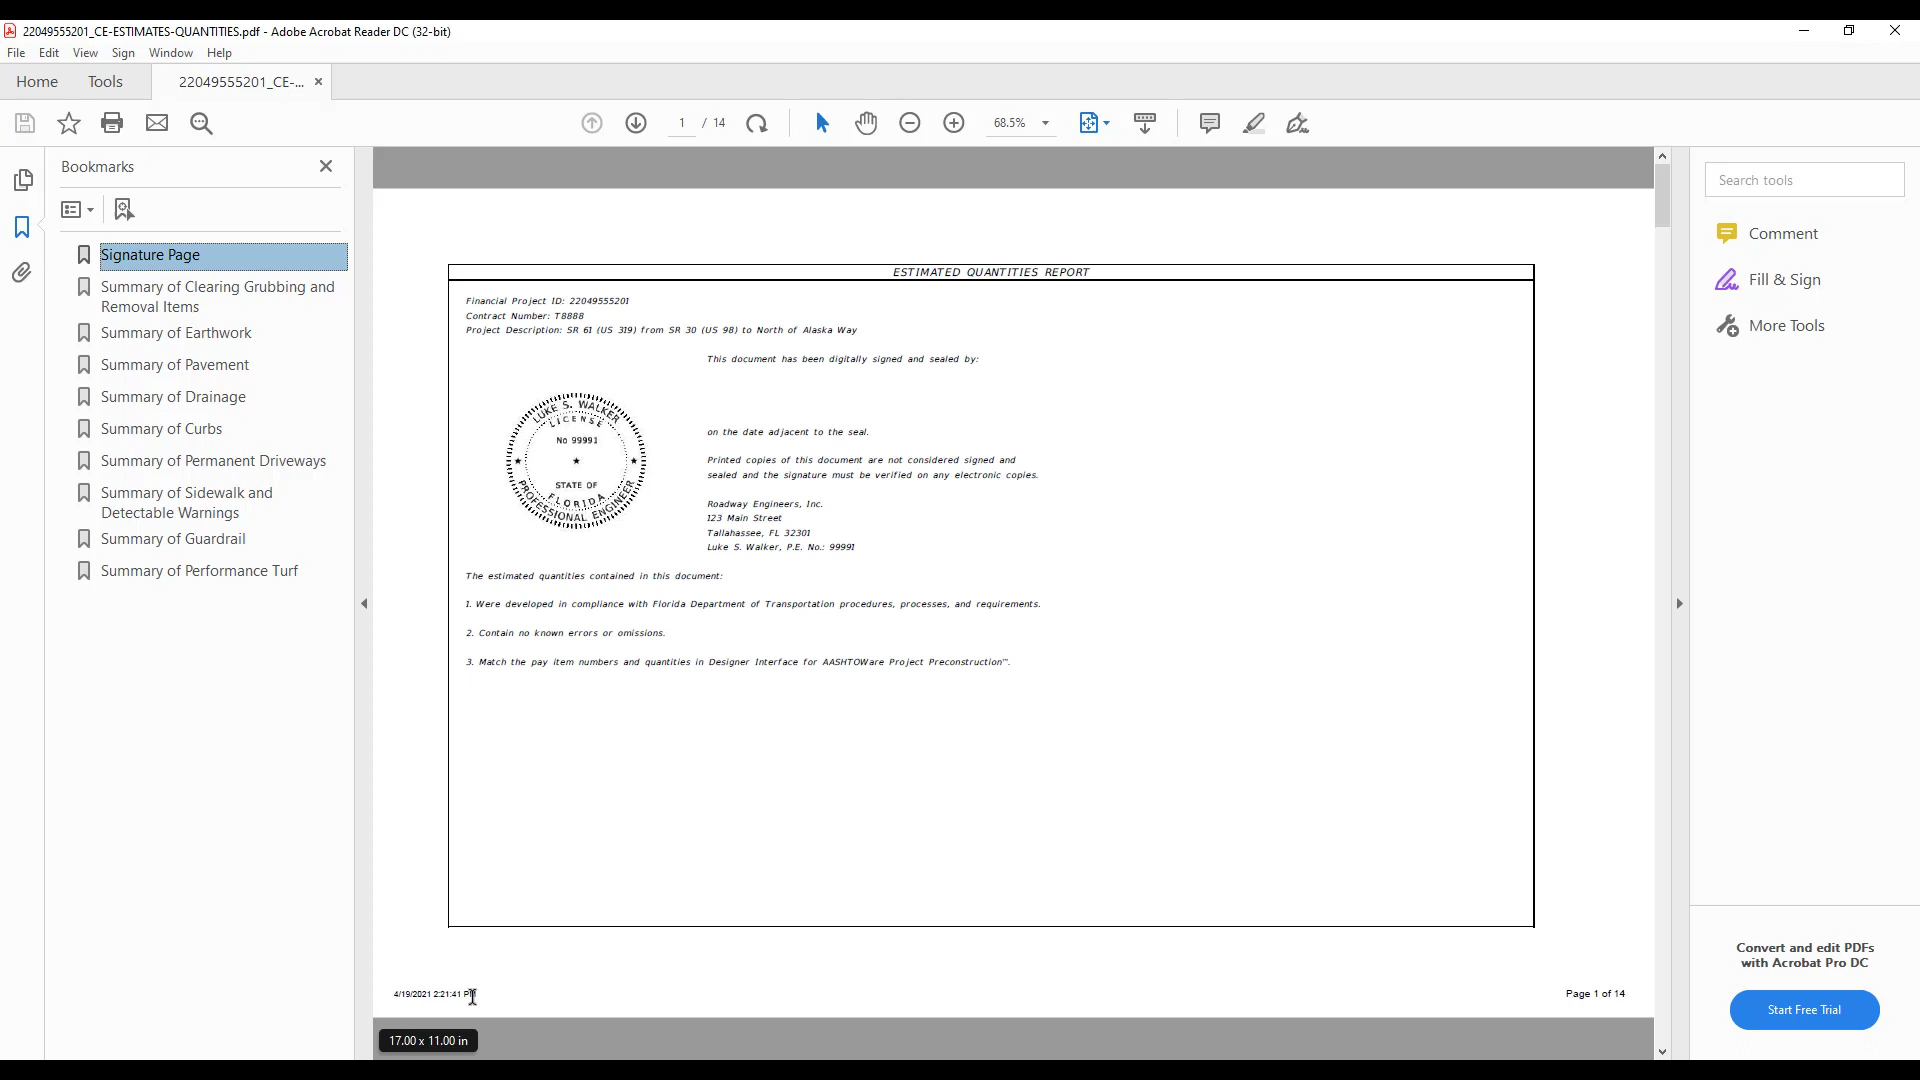 22049555201_CE-ESTIMATES-QUANTITIES.pdf - Adobe Acrobat Reader DC (32-bit)
File Edit View Sign Window Help
Home Tools 22049555201_CE-...
1 / 14 68.5%
Bookmarks
Signature Page
Summary of Clearing Grubbing and
Removal Items
Summary of Earthwork
Summary of Pavement
Summary of Drainage
Summary of Curbs
Summary of Permanent Driveways
Summary of Sidewalk and
Detectable Warnings
Summary of Guardrail
Summary of Performance Turf
ESTIMATED QUANTITIES REPORT
Financial Project ID: 22049555201
Contract Number: T8888
Project Description: SR 61 (US 319) from SR 30 (US 98) to North of Alaska Way
This document has been digitally signed and sealed by:
LUKE S. WALKER
LICENSE
No 99991
STATE OF
FLORIDA
PROFESSIONAL ENGINEER
on the date adjacent to the seal.
Printed copies of this document are not considered signed and
sealed and the signature must be verified on any electronic copies.
Roadway Engineers, Inc.
123 Main Street
Tallahassee, FL 32301
Luke S. Walker, P.E. No.: 99991
The estimated quantities contained in this document:
1. Were developed in compliance with Florida Department of Transportation procedures, processes, and requirements.
2. Contain no known errors or omissions.
3. Match the pay item numbers and quantities in Designer Interface for AASHTOWare Project Preconstruction™.
4/19/2021 2:21:41 PM
Page 1 of 14
17.00 x 11.00 in
Search tools
Comment
Fill & Sign
More Tools
Convert and edit PDFs
with Acrobat Pro DC
Start Free Trial